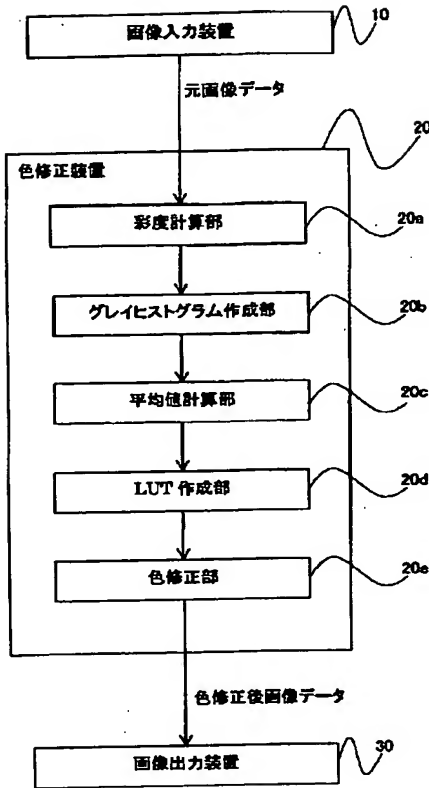 画像入力装置
10
元画像データ
20
色修正装置
彩度計算部
20a
グレイヒストグラム作成部
20b
平均値計算部
20c
LUT 作成部
20d
色修正部
20e
色修正後画像データ
画像出力装置
30